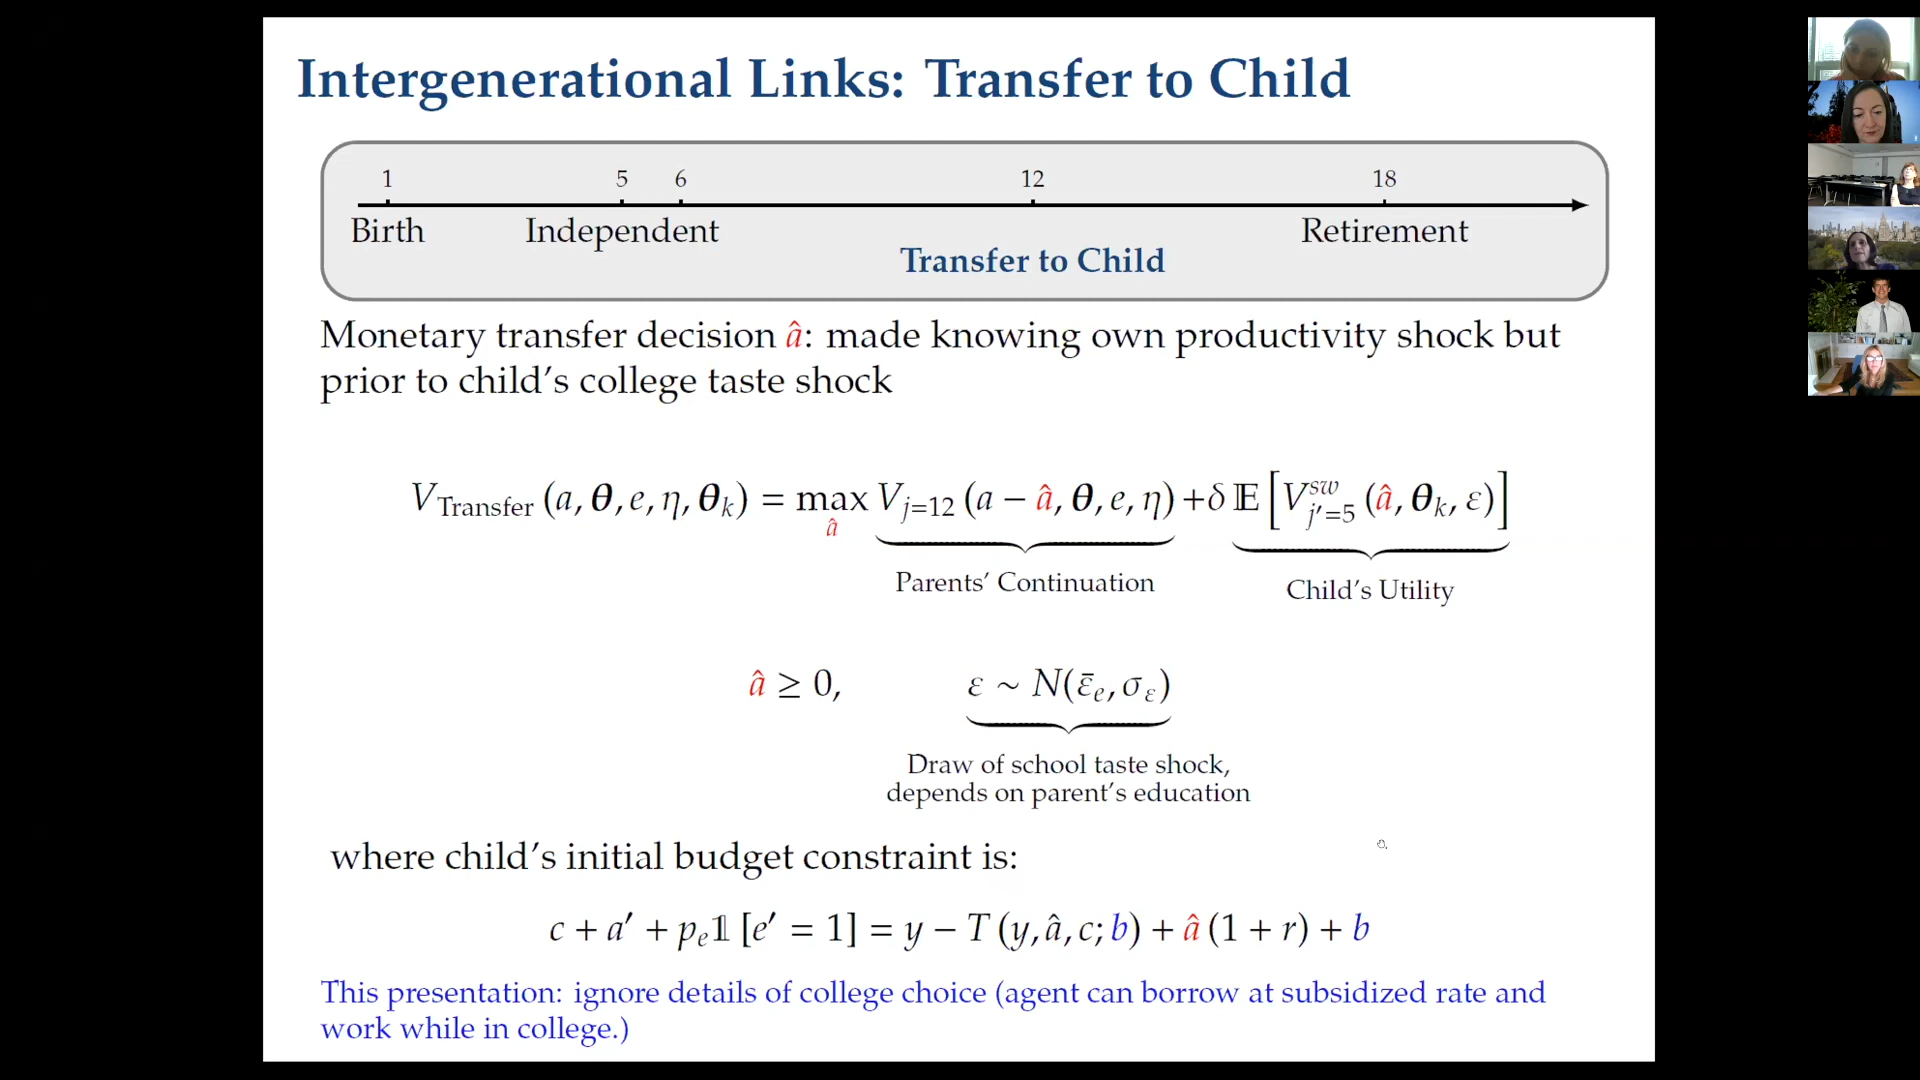 Intergenerational Links: Transfer to Child
1 5 6 12 18
Birth Independent Retirement
Transfer to Child
Monetary transfer decision â: made knowing own productivity shock but
prior to child's college taste shock
V_Transfer (a, θ, e, η, θ_k) = max_â V_{j=12} (a − â, θ, e, η) + δ 𝔼 [V^{sw}_{j′=5} (â, θ_k, ε)]
Parents' Continuation
Child's Utility
â ≥ 0, ε ∼ N(ε̄_e, σ_ε)
Draw of school taste shock,
depends on parent's education
where child's initial budget constraint is:
c + a′ + p_e 𝟙 [e′ = 1] = y − T (y, â, c; b) + â (1 + r) + b
This presentation: ignore details of college choice (agent can borrow at subsidized rate and
work while in college.)